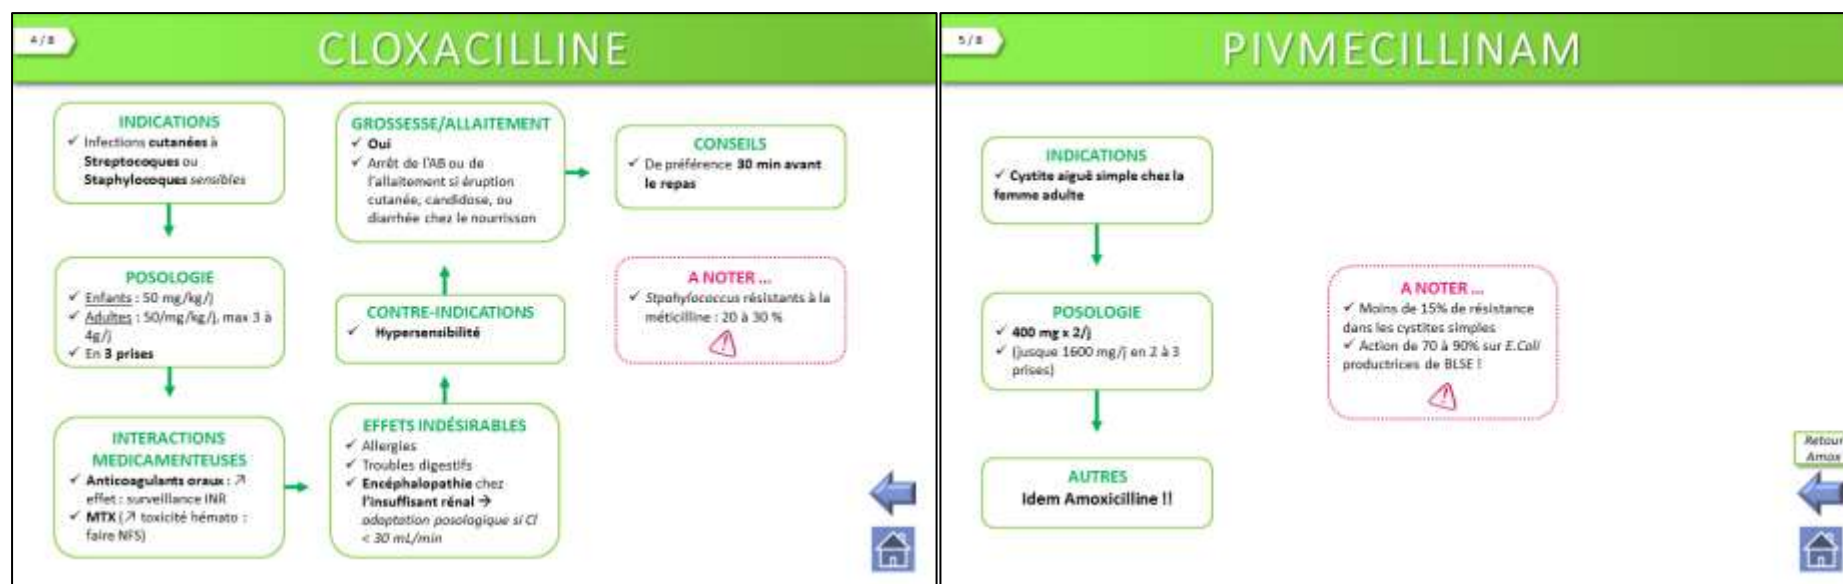 4 / 8
CLOXACILLINE
INDICATIONS
✓ Infections cutanées à
Streptocoques ou
Staphylocoques sensibles
POSOLOGIE
✓ Enfants : 50 mg/kg/j
✓ Adultes : 50/mg/kg/j, max 3 à
4g/j
✓ En 3 prises
INTERACTIONS
MEDICAMENTEUSES
✓ Anticoagulants oraux : ↗
effet : surveillance INR
✓ MTX (↗ toxicité hémato :
faire NFS)
EFFETS INDÉSIRABLES
✓ Allergies
✓ Troubles digestifs
✓ Encéphalopathie chez
l'insuffisant rénal →
adaptation posologique si Cl
< 30 mL/min
CONTRE-INDICATIONS
✓ Hypersensibilité
GROSSESSE/ALLAITEMENT
✓ Oui
✓ Arrêt de l'AB ou de
l'allaitement si éruption
cutanée, candidose, ou
diarrhée chez le nourrisson
CONSEILS
✓ De préférence 30 min avant
le repas
A NOTER ...
✓ Stpahylococcus résistants à la
méticilline : 20 à 30 %
5/8
PIVMECILLINAM
INDICATIONS
✓ Cystite aiguë simple chez la
femme adulte
POSOLOGIE
✓ 400 mg x 2/j
✓ (jusque 1600 mg/j en 2 à 3
prises)
AUTRES
Idem Amoxicilline !!
A NOTER ...
✓ Moins de 15% de résistance
dans les cystites simples
✓ Action de 70 à 90% sur E.Coli
productrices de BLSE !
Retour
Amox